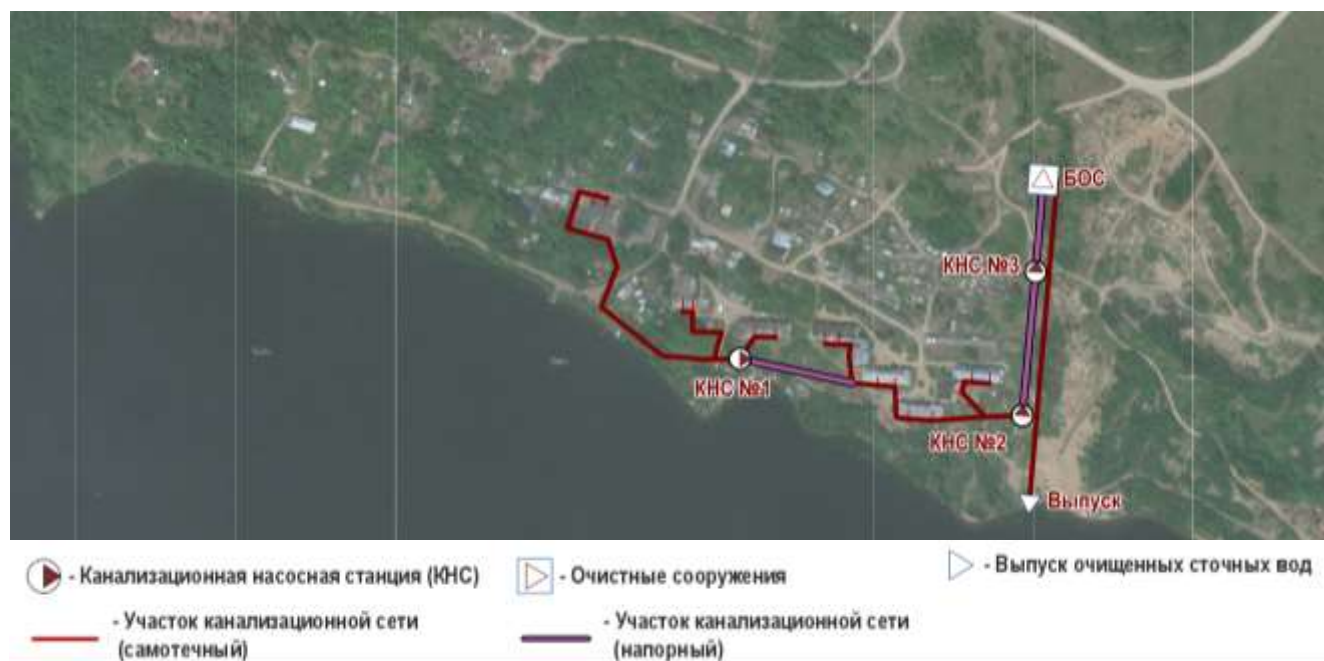 БОС
КНС №3
КНС №1
КНС №2
Выпуск
- Канализационная насосная станция (КНС)
- Очистные сооружения
- Выпуск очищенных сточных вод
- Участок канализационной сети
(самотечный)
- Участок канализационной сети
(напорный)